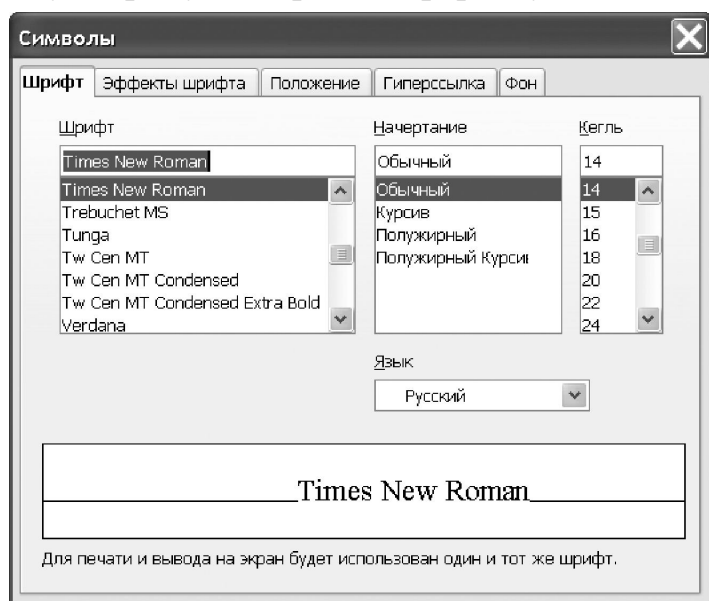 Символы
Шрифт Эффекты шрифта Положение Гиперссылка Фон
Шрифт Начертание Кегль
Times New Roman Обычный 14
Times New Roman Обычный 14
Trebuchet MS Курсив 15
Tunga Полужирный 16
Tw Cen MT Полужирный Курсив 18
Tw Cen MT Condensed 20
Tw Cen MT Condensed Extra Bold 22
Verdana 24
Язык
Русский
Times New Roman
Для печати и вывода на экран будет использован один и тот же шрифт.